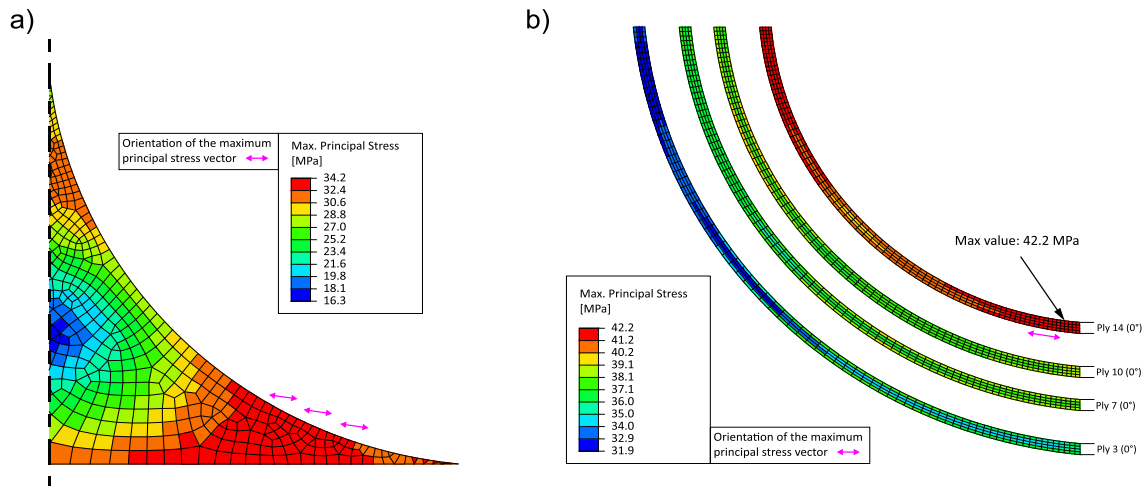 a)
Orientation of the maximum
principal stress vector
Max. Principal Stress
[MPa]
34.2
32.4
30.6
28.8
27.0
25.2
23.4
21.6
19.8
18.1
16.3
b)
Max value: 42.2 MPa
Ply 14 (0°)
Ply 10 (0°)
Ply 7 (0°)
Ply 3 (0°)
Max. Principal Stress
[MPa]
42.2
41.2
40.2
39.1
38.1
37.1
36.0
35.0
34.0
32.9
31.9
Orientation of the maximum
principal stress vector